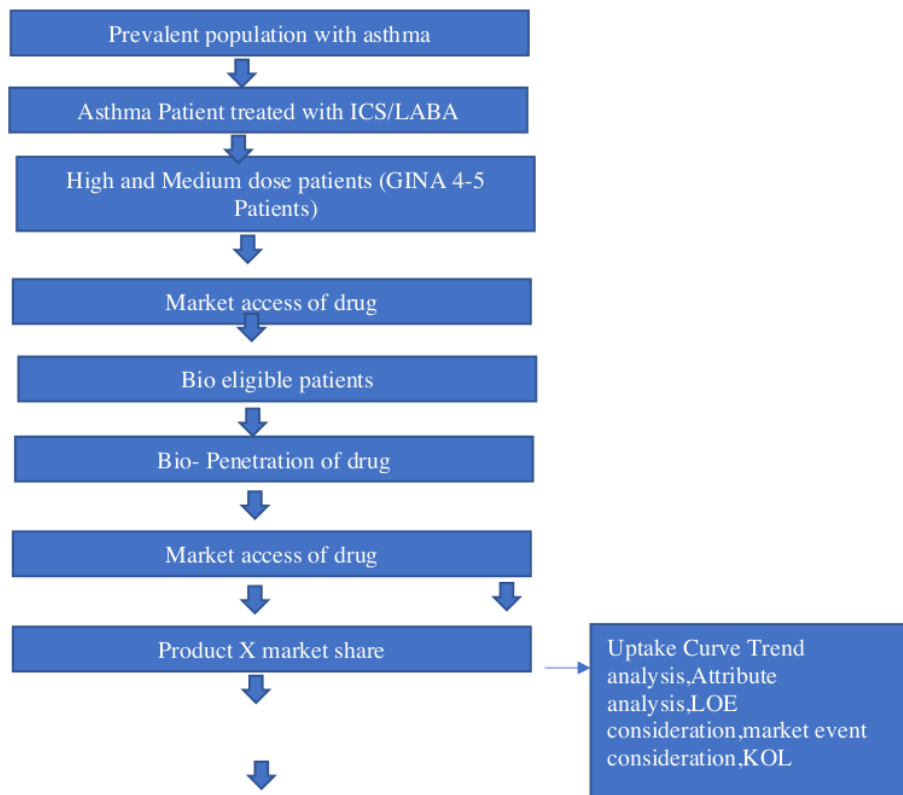 Prevalent population with asthma
Asthma Patient treated with ICS/LABA
High and Medium dose patients (GINA 4-5
Patients)
Market access of drug
Bio eligible patients
Bio- Penetration of drug
Market access of drug
Product X market share
Uptake Curve Trend
analysis,Attribute
analysis,LOE
consideration,market event
consideration,KOL